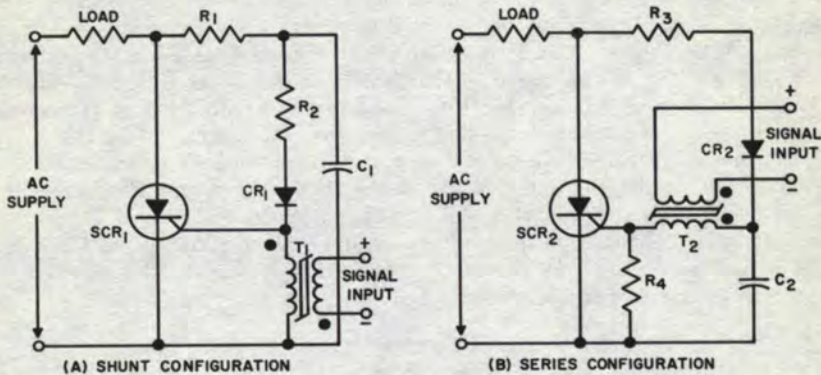 LOAD
R1
R2
C1
CR1
AC
SUPPLY
SCR1
T1
+
SIGNAL
INPUT
−
(A) SHUNT CONFIGURATION
LOAD
R3
+
SIGNAL
INPUT
CR2
−
AC
SUPPLY
SCR2
T2
R4
C2
(B) SERIES CONFIGURATION